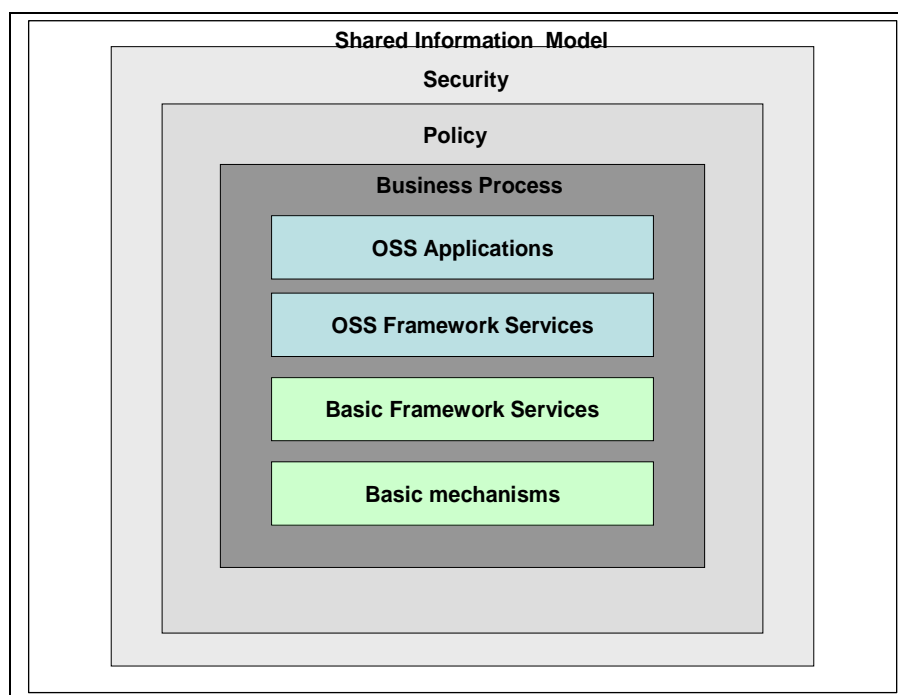 Shared Information Model
Security
Policy
Business Process
OSS Applications
OSS Framework Services
Basic Framework Services
Basic mechanisms